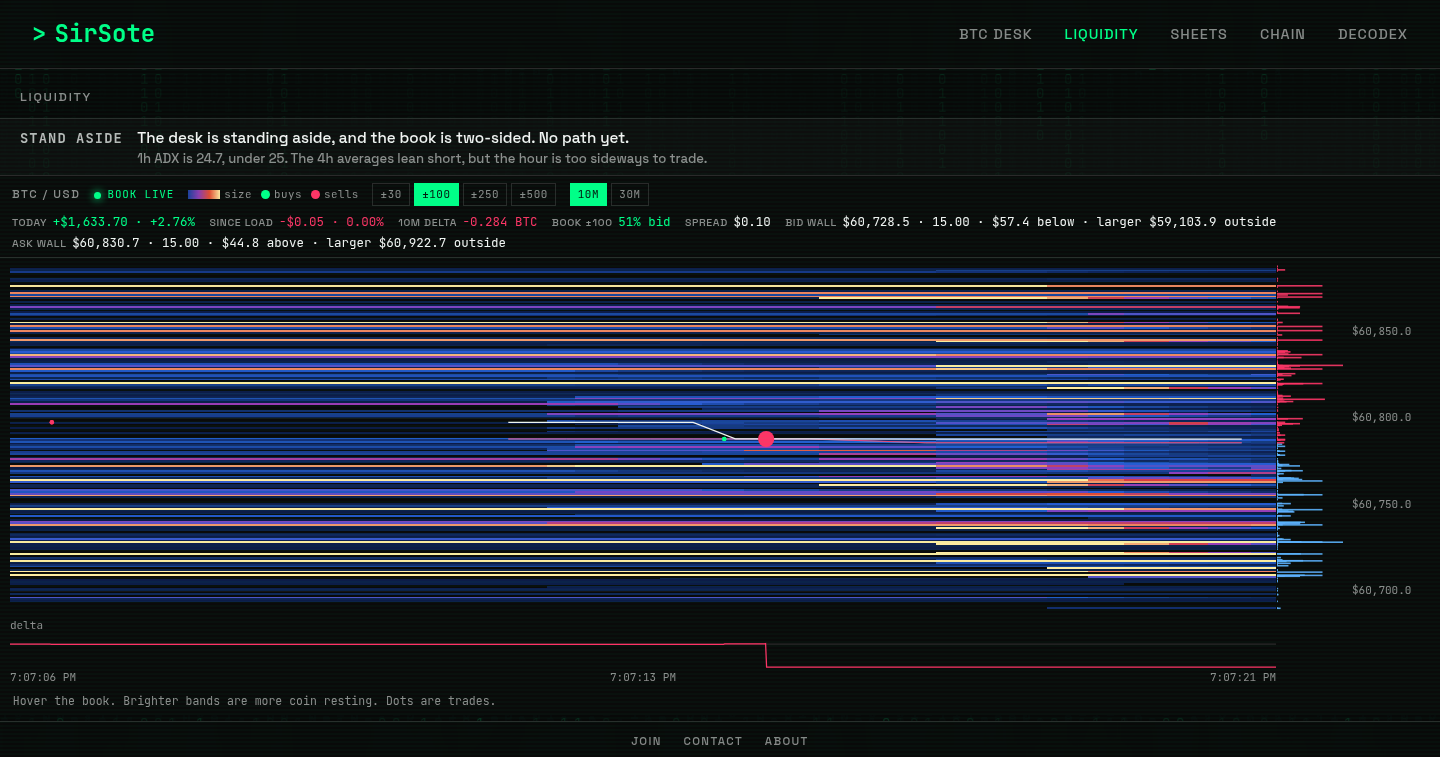 > SirSote
BTC DESK LIQUIDITY SHEETS CHAIN DECODEX
LIQUIDITY
STAND ASIDE The desk is standing aside, and the book is two-sided. No path yet.
1h ADX is 24.7, under 25. The 4h averages lean short, but the hour is too sideways to trade.
BTC / USD BOOK LIVE size buys sells ±30 ±100 ±250 ±500 10M 30M
TODAY +$1,633.70 · +2.76% SINCE LOAD -$0.05 · 0.00% 10M DELTA -0.284 BTC BOOK ±100 51% bid SPREAD $0.10 BID WALL $60,728.5 · 15.00 · $57.4 below · larger $59,103.9 outside
ASK WALL $60,830.7 · 15.00 · $44.8 above · larger $60,922.7 outside
$60,850.0
$60,800.0
$60,750.0
$60,700.0
delta
7:07:06 PM 7:07:13 PM 7:07:21 PM
Hover the book. Brighter bands are more coin resting. Dots are trades.
JOIN CONTACT ABOUT